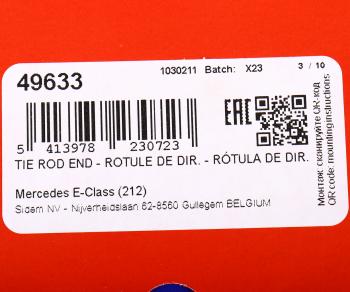 49633
1030211 Batch: X23 3 / 10
EAC
5 413978 230723
TIE ROD END - ROTULE DE DIR. - RÓTULA DE DIR.
Mercedes E-Class (212)
Sidem NV - Nijverheidslaan 62-8560 Gullegem BELGIUM
Монтаж: сканируйте QR-код
QR code: mounting instructions